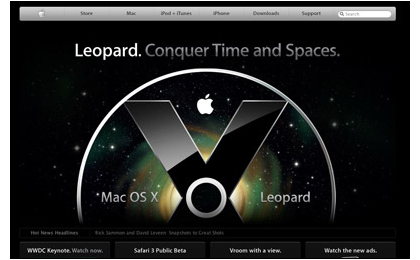 Store Mac iPod + iTunes iPhone Downloads Support Search
Leopard. Conquer Time and Spaces.
Mac OS X Leopard
Hot News Headlines
WWDC Keynote. Watch now. Safari 3 Public Beta Vroom with a view. Watch the new ads.